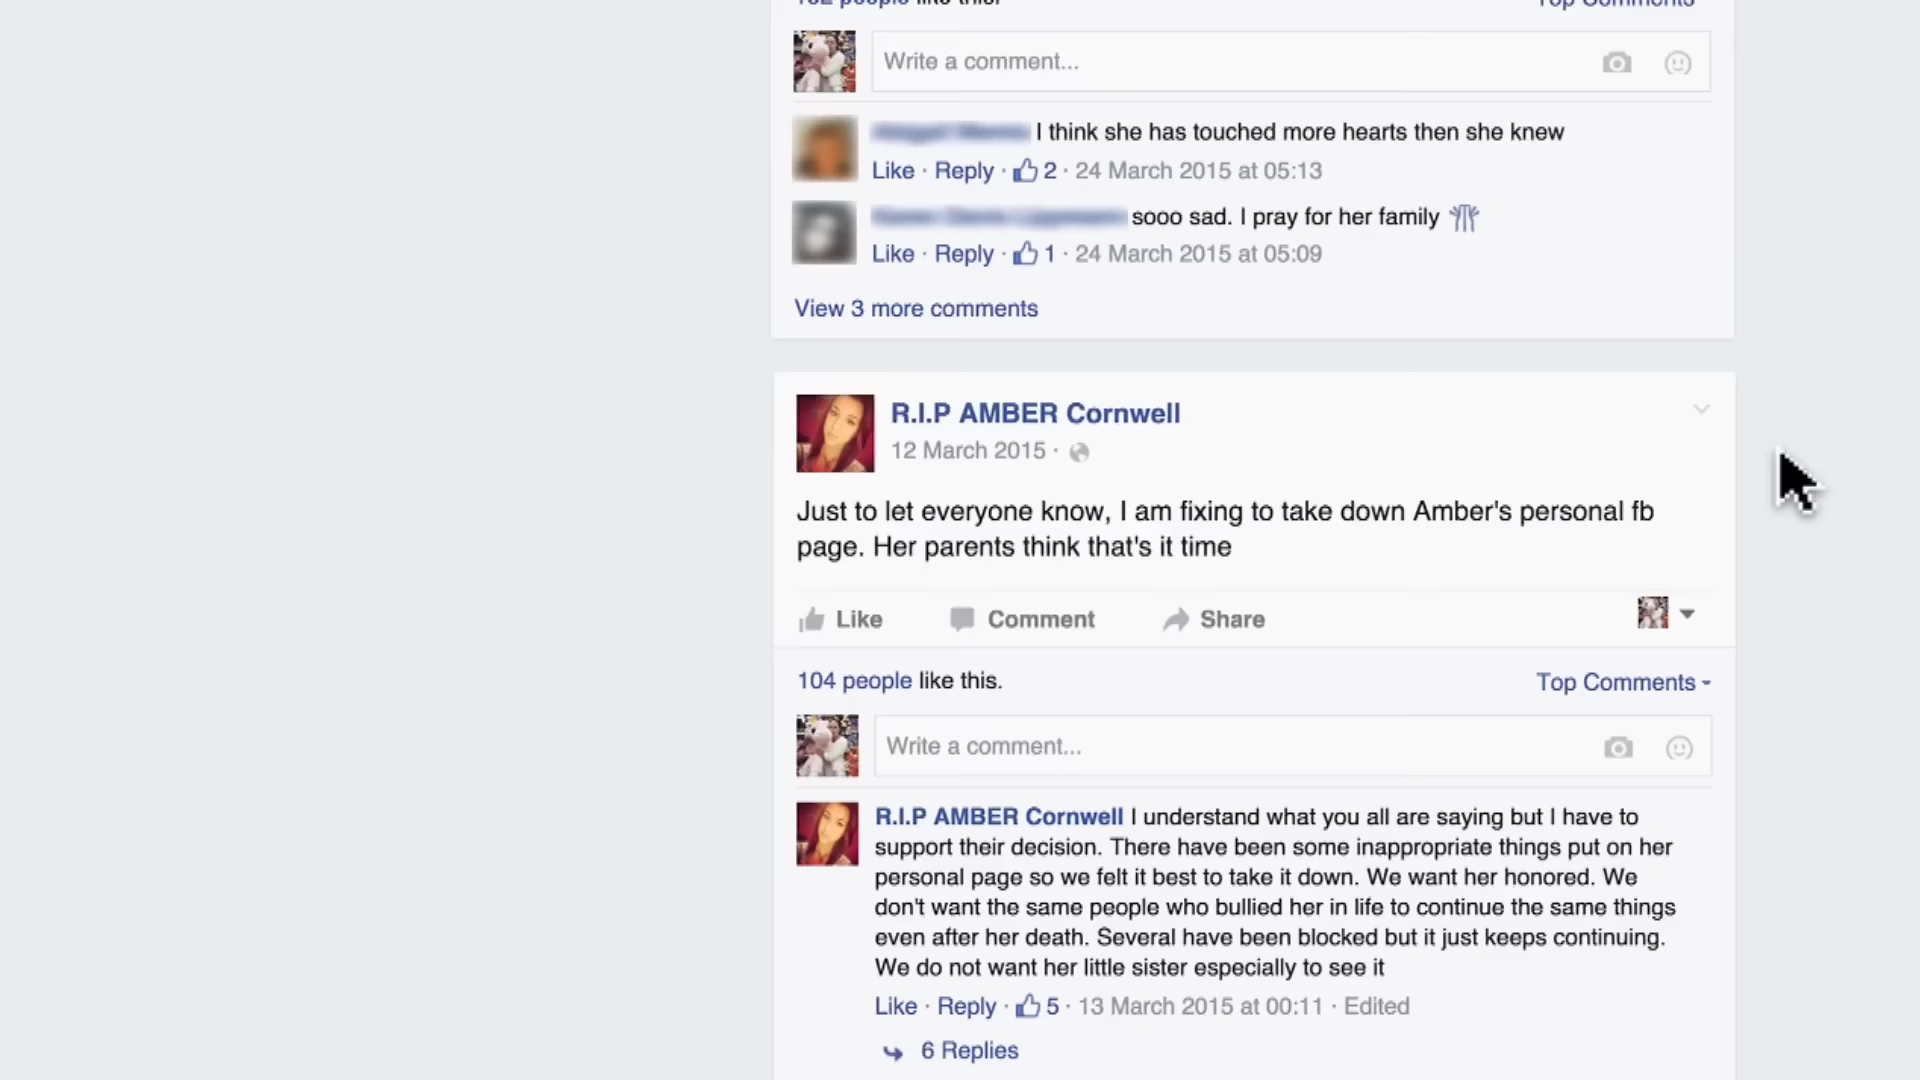 102 people like this.
Top Comments
Write a comment...
I think she has touched more hearts then she knew
Like · Reply · 2 · 24 March 2015 at 05:13
sooo sad. I pray for her family
Like · Reply · 1 · 24 March 2015 at 05:09
View 3 more comments
R.I.P AMBER Cornwell
12 March 2015 ·
Just to let everyone know, I am fixing to take down Amber's personal fb
page. Her parents think that's it time
Like Comment Share
104 people like this.
Top Comments
Write a comment...
R.I.P AMBER Cornwell I understand what you all are saying but I have to
support their decision. There have been some inappropriate things put on her
personal page so we felt it best to take it down. We want her honored. We
don't want the same people who bullied her in life to continue the same things
even after her death. Several have been blocked but it just keeps continuing.
We do not want her little sister especially to see it
Like · Reply · 5 · 13 March 2015 at 00:11 · Edited
6 Replies